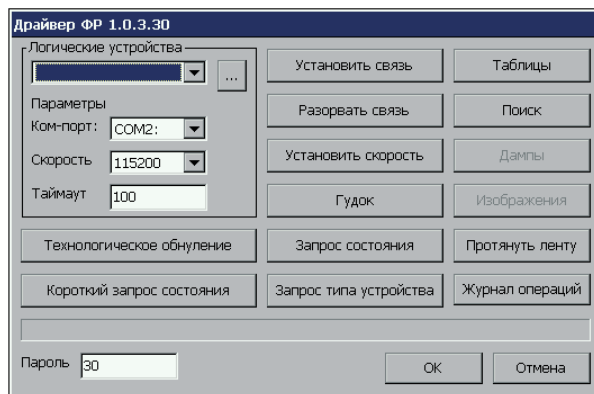 Драйвер ФР 1.0.3.30
Логические устройства
...
Установить связь
Таблицы
Параметры
Разорвать связь
Поиск
Ком-порт: COM2:
Скорость 115200
Установить скорость
Дампы
Таймаут 100
Гудок
Изображения
Технологическое обнуление
Запрос состояния
Протянуть ленту
Короткий запрос состояния
Запрос типа устройства
Журнал операций
Пароль 30
OK
Отмена